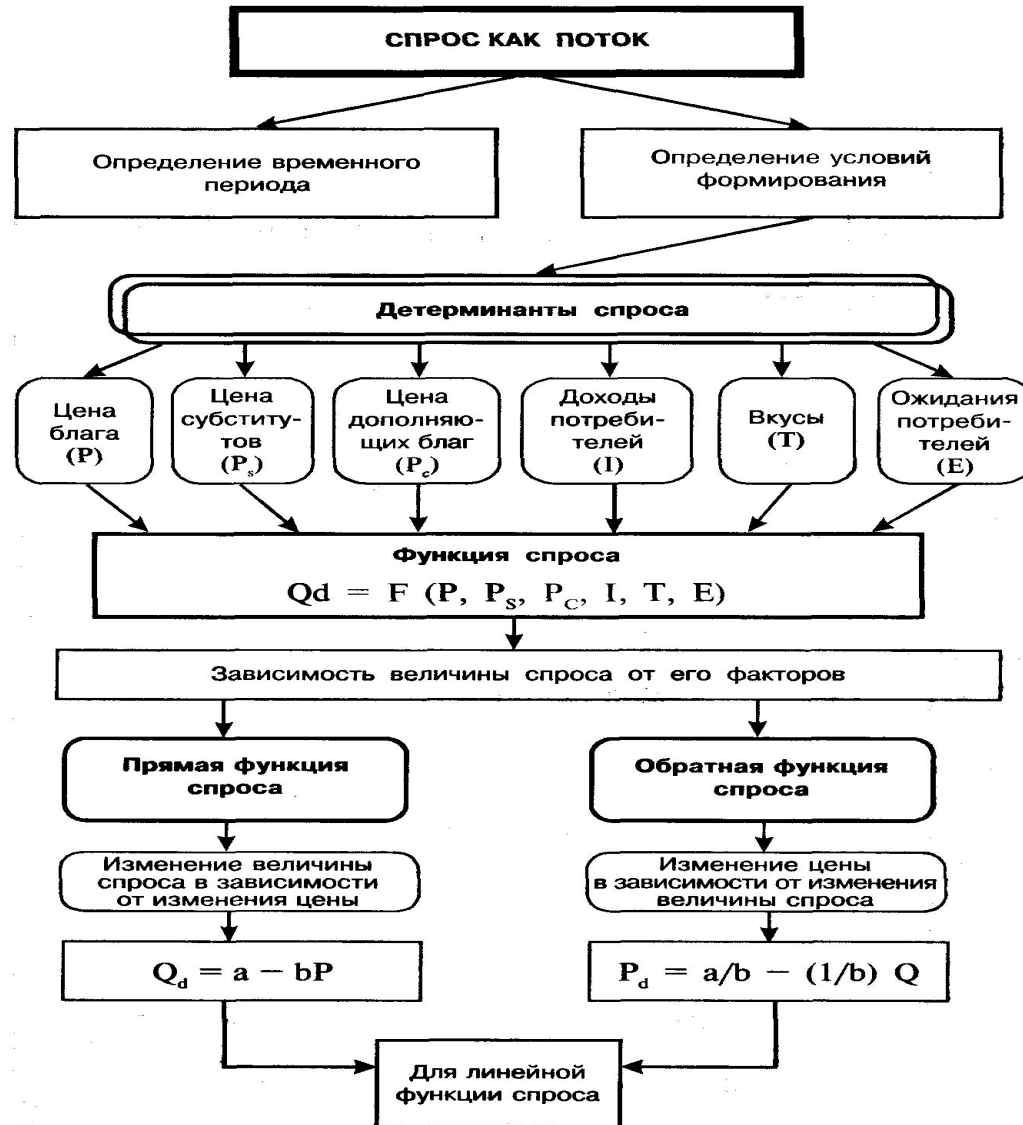 СПРОС КАК ПОТОК
Определение временного
периода
Определение условий
формирования
Детерминанты спроса
Цена
блага
(P)
Цена
субститу-
тов
(Ps)
Цена
дополняю-
щих благ
(Pc)
Доходы
потреби-
телей
(I)
Вкусы
(T)
Ожидания
потреби-
телей
(E)
Функция спроса
Qd = F (P, PS, PC, I, T, E)
Зависимость величины спроса от его факторов
Прямая функция
спроса
Обратная функция
спроса
Изменение величины
спроса в зависимости
от изменения цены
Изменение цены
в зависимости от изменения
величины спроса
Qd = a − bP
Pd = a/b − (1/b) Q
Для линейной
функции спроса